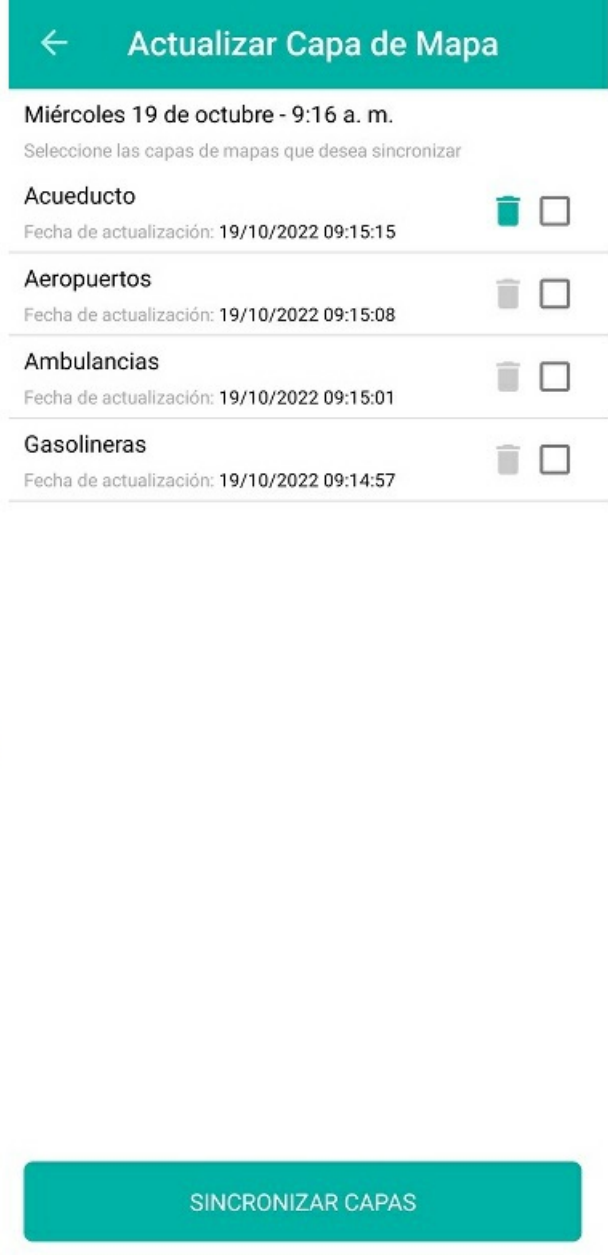 Actualizar Capa de Mapa
Miércoles 19 de octubre - 9:16 a. m.
Seleccione las capas de mapas que desea sincronizar
Acueducto
Fecha de actualización: 19/10/2022 09:15:15
Aeropuertos
Fecha de actualización: 19/10/2022 09:15:08
Ambulancias
Fecha de actualización: 19/10/2022 09:15:01
Gasolineras
Fecha de actualización: 19/10/2022 09:14:57
SINCRONIZAR CAPAS